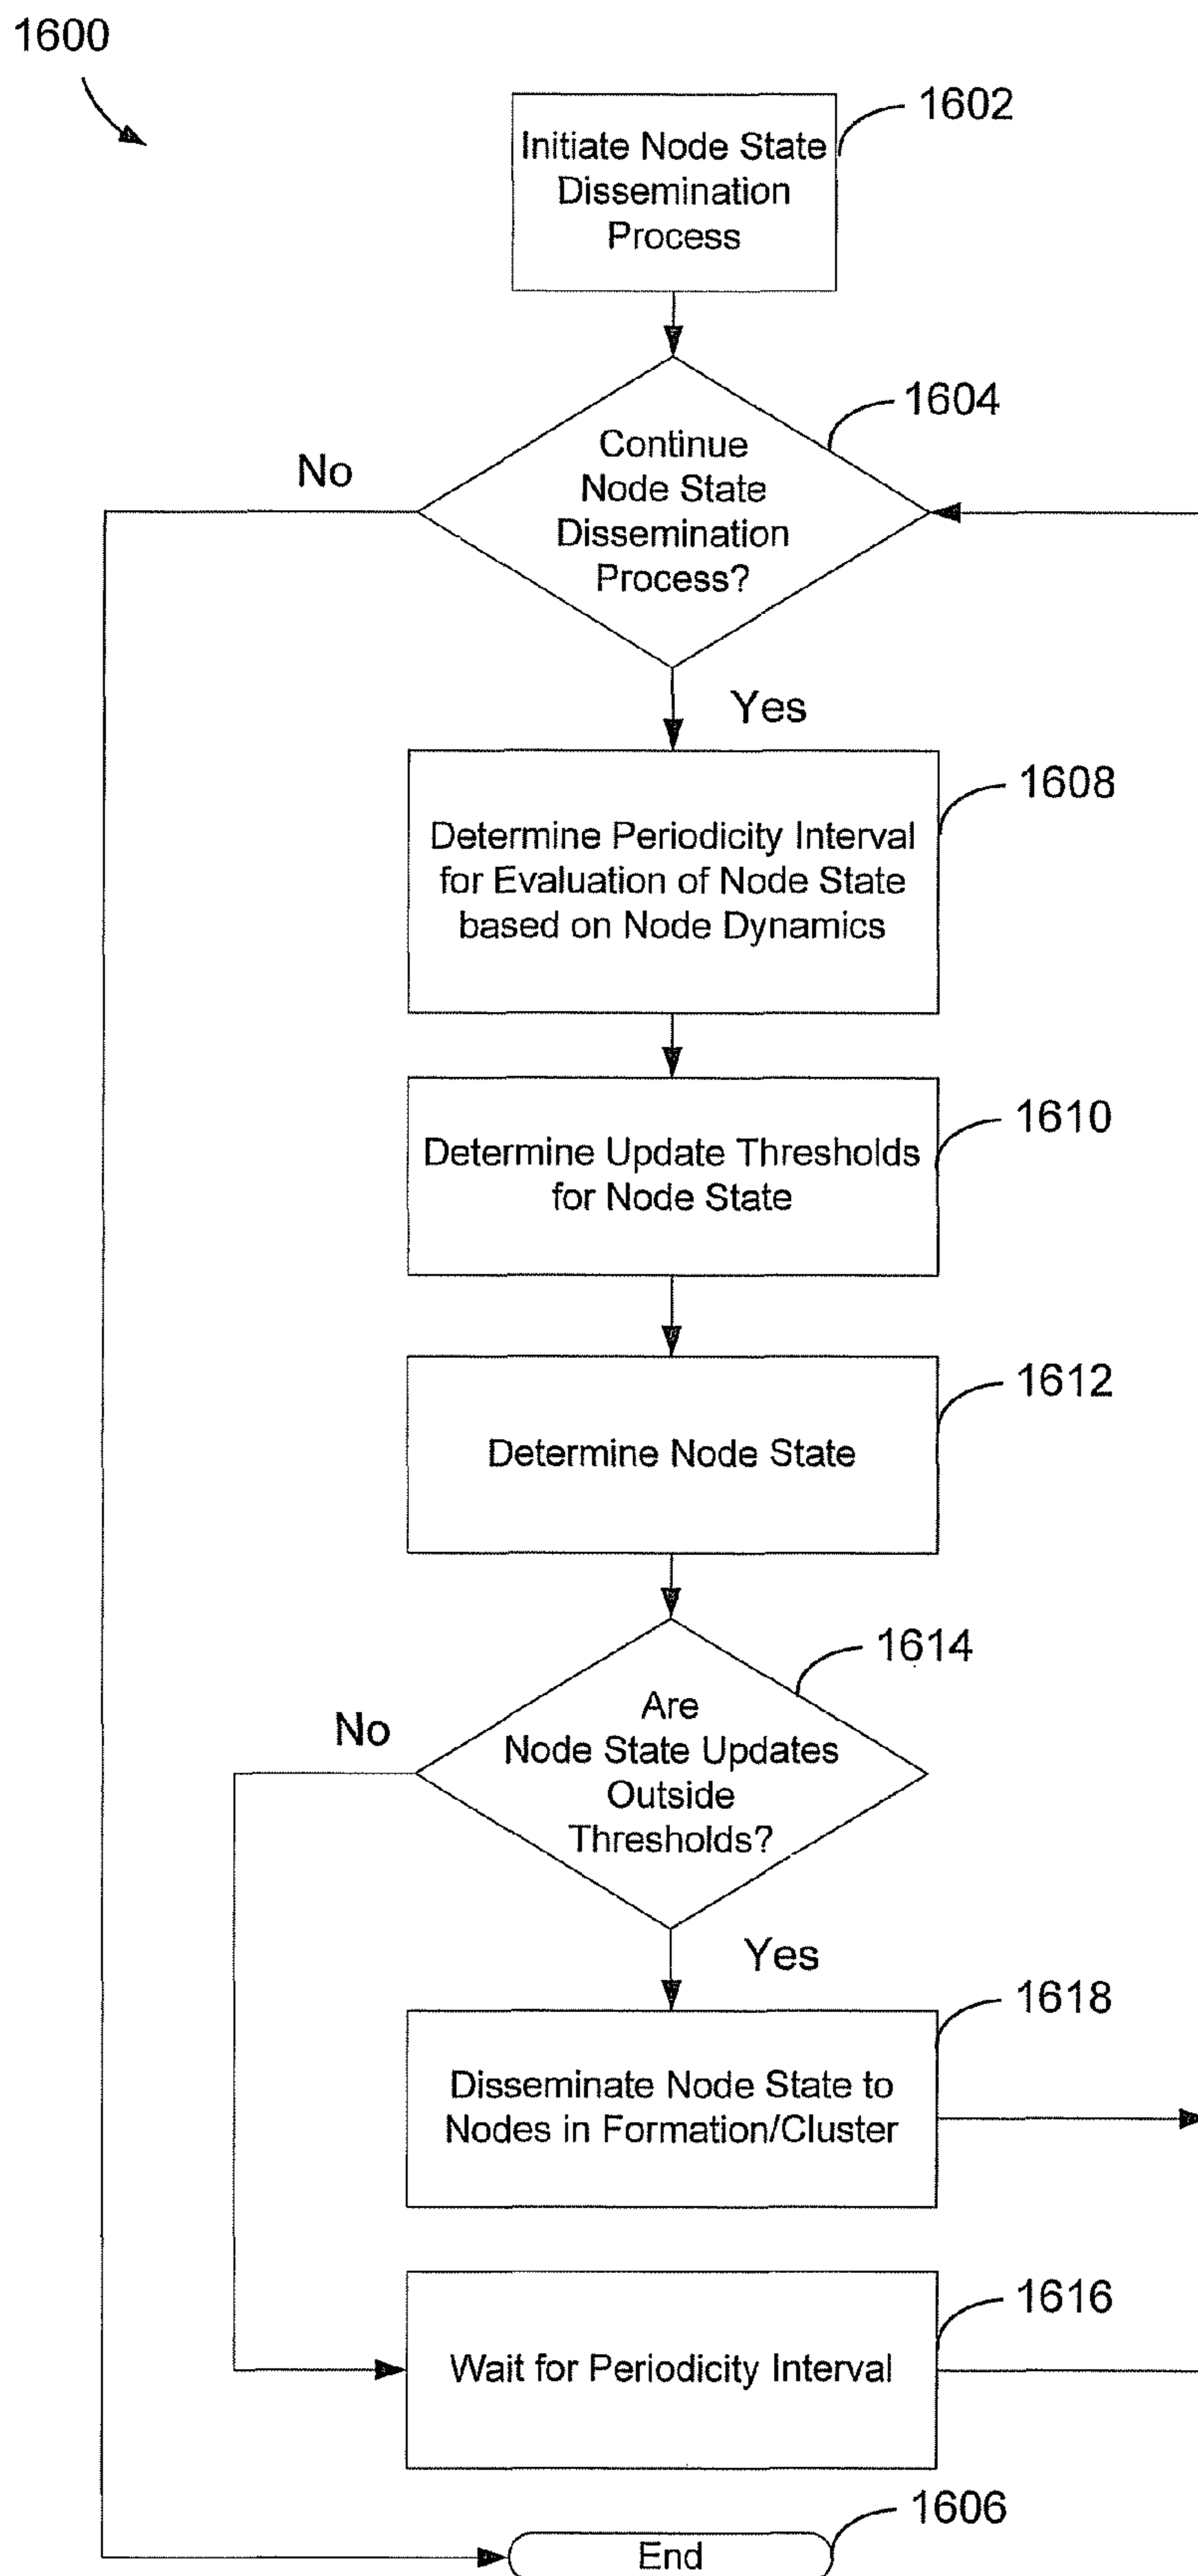 1600
1602
Initiate Node State
Dissemination
Process
1604
Continue
Node State
Dissemination
Process?
No
Yes
1608
Determine Periodicity Interval
for Evaluation of Node State
based on Node Dynamics
1610
Determine Update Thresholds
for Node State
1612
Determine Node State
1614
Are
Node State Updates
Outside
Thresholds?
No
Yes
1618
Disseminate Node State to
Nodes in Formation/Cluster
1616
Wait for Periodicity Interval
1606
End